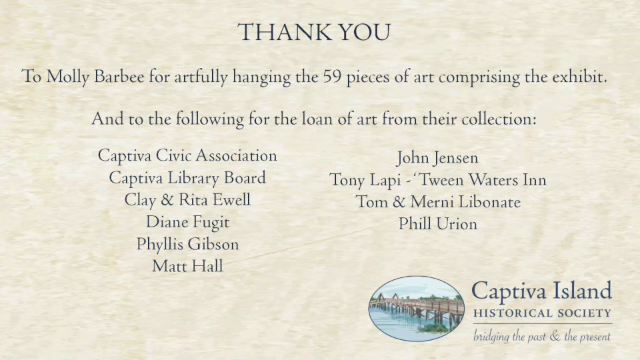 THANK YOU
To Molly Barbee for artfully hanging the 59 pieces of art comprising the exhibit.
And to the following for the loan of art from their collection:
Captiva Civic Association
Captiva Library Board
Clay & Rita Ewell
Diane Fugit
Phyllis Gibson
Matt Hall
John Jensen
Tony Lapi -‘Tween Waters Inn
Tom & Merni Libonate
Phill Urion
Captiva Island
HISTORICAL SOCIETY
bridging the past & the present